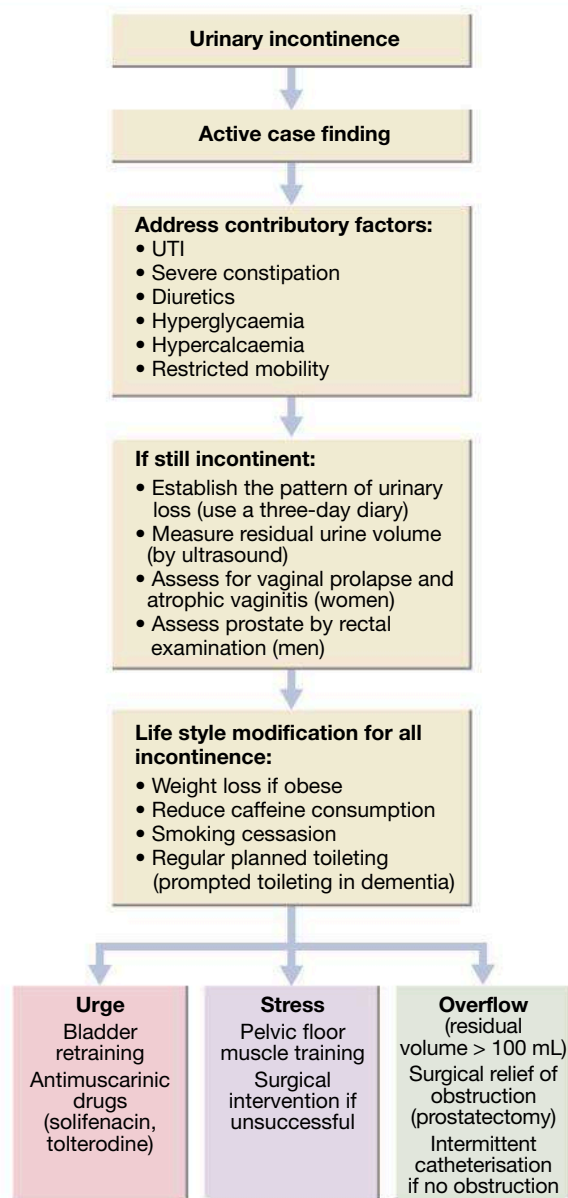 Urinary incontinence
Active case finding
Address contributory factors:
• UTI
• Severe constipation
• Diuretics
• Hyperglycaemia
• Hypercalcaemia
• Restricted mobility
If still incontinent:
• Establish the pattern of urinary
loss (use a three-day diary)
• Measure residual urine volume
(by ultrasound)
• Assess for vaginal prolapse and
atrophic vaginitis (women)
• Assess prostate by rectal
examination (men)
Life style modification for all
incontinence:
• Weight loss if obese
• Reduce caffeine consumption
• Smoking cessasion
• Regular planned toileting
(prompted toileting in dementia)
Urge
Bladder
retraining
Antimuscarinic
drugs
(solifenacin,
tolterodine)
Stress
Pelvic floor
muscle training
Surgical
intervention if
unsuccessful
Overflow
(residual
volume > 100 mL)
Surgical relief of
obstruction
(prostatectomy)
Intermittent
catheterisation
if no obstruction